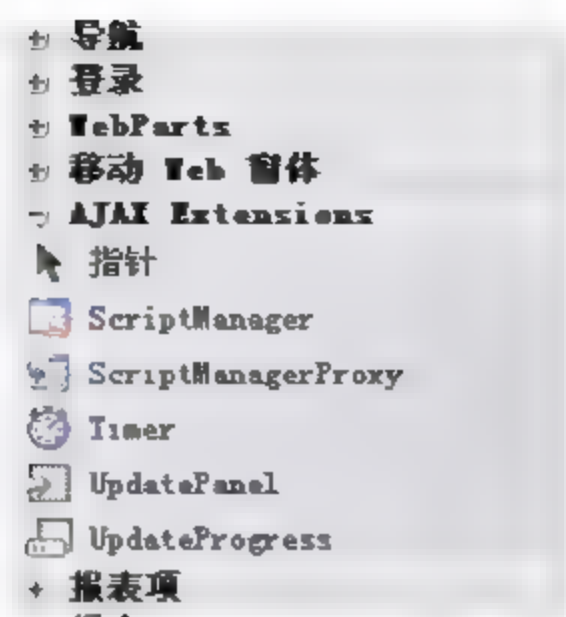 导航
登录
WebParts
移动 Web 窗体
AJAX Extensions
指针
ScriptManager
ScriptManagerProxy
Timer
UpdatePanel
UpdateProgress
报表项